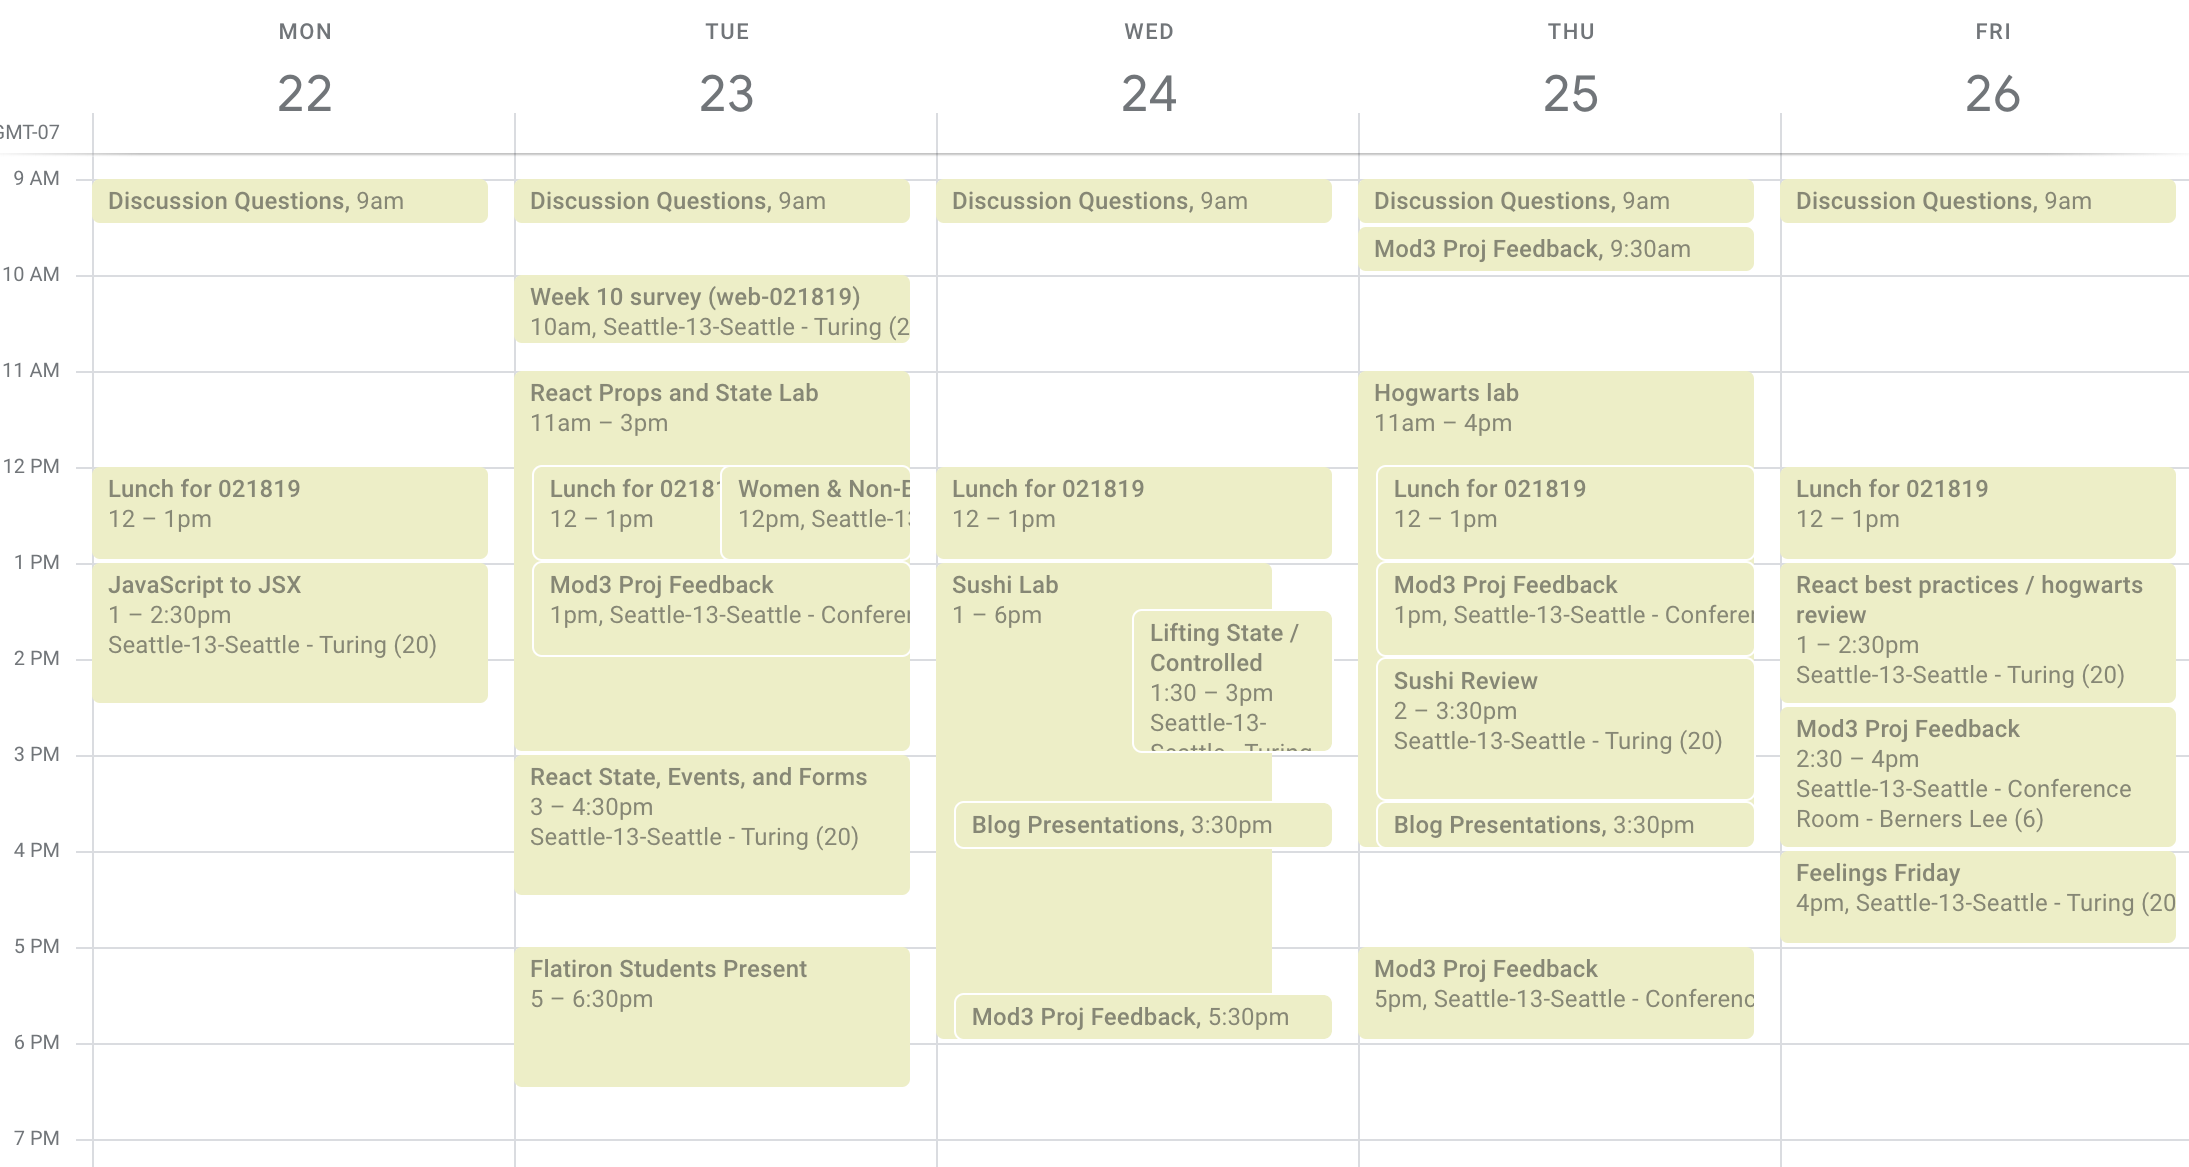 MON
22
TUE
23
WED
24
THU
25
FRI
26
GMT-07
9 AM
10 AM
11 AM
12 PM
1 PM
2 PM
3 PM
4 PM
5 PM
6 PM
7 PM
Discussion Questions, 9am
Lunch for 021819
12 – 1pm
JavaScript to JSX
1 – 2:30pm
Seattle-13-Seattle - Turing (20)
Discussion Questions, 9am
Week 10 survey (web-021819)
10am, Seattle-13-Seattle - Turing (2
React Props and State Lab
11am – 3pm
Lunch for 02181
12 – 1pm
Women & Non-B
12pm, Seattle-13
Mod3 Proj Feedback
1pm, Seattle-13-Seattle - Confere
React State, Events, and Forms
3 – 4:30pm
Seattle-13-Seattle - Turing (20)
Flatiron Students Present
5 – 6:30pm
Discussion Questions, 9am
Lunch for 021819
12 – 1pm
Sushi Lab
1 – 6pm
Lifting State /
Controlled
1:30 – 3pm
Seattle-13-
Seattle - Turing
Blog Presentations, 3:30pm
Mod3 Proj Feedback, 5:30pm
Discussion Questions, 9am
Mod3 Proj Feedback, 9:30am
Hogwarts lab
11am – 4pm
Lunch for 021819
12 – 1pm
Mod3 Proj Feedback
1pm, Seattle-13-Seattle - Confere
Sushi Review
2 – 3:30pm
Seattle-13-Seattle - Turing (20)
Blog Presentations, 3:30pm
Mod3 Proj Feedback
5pm, Seattle-13-Seattle - Conferenc
Discussion Questions, 9am
Lunch for 021819
12 – 1pm
React best practices / hogwarts
review
1 – 2:30pm
Seattle-13-Seattle - Turing (20)
Mod3 Proj Feedback
2:30 – 4pm
Seattle-13-Seattle - Conference
Room - Berners Lee (6)
Feelings Friday
4pm, Seattle-13-Seattle - Turing (20